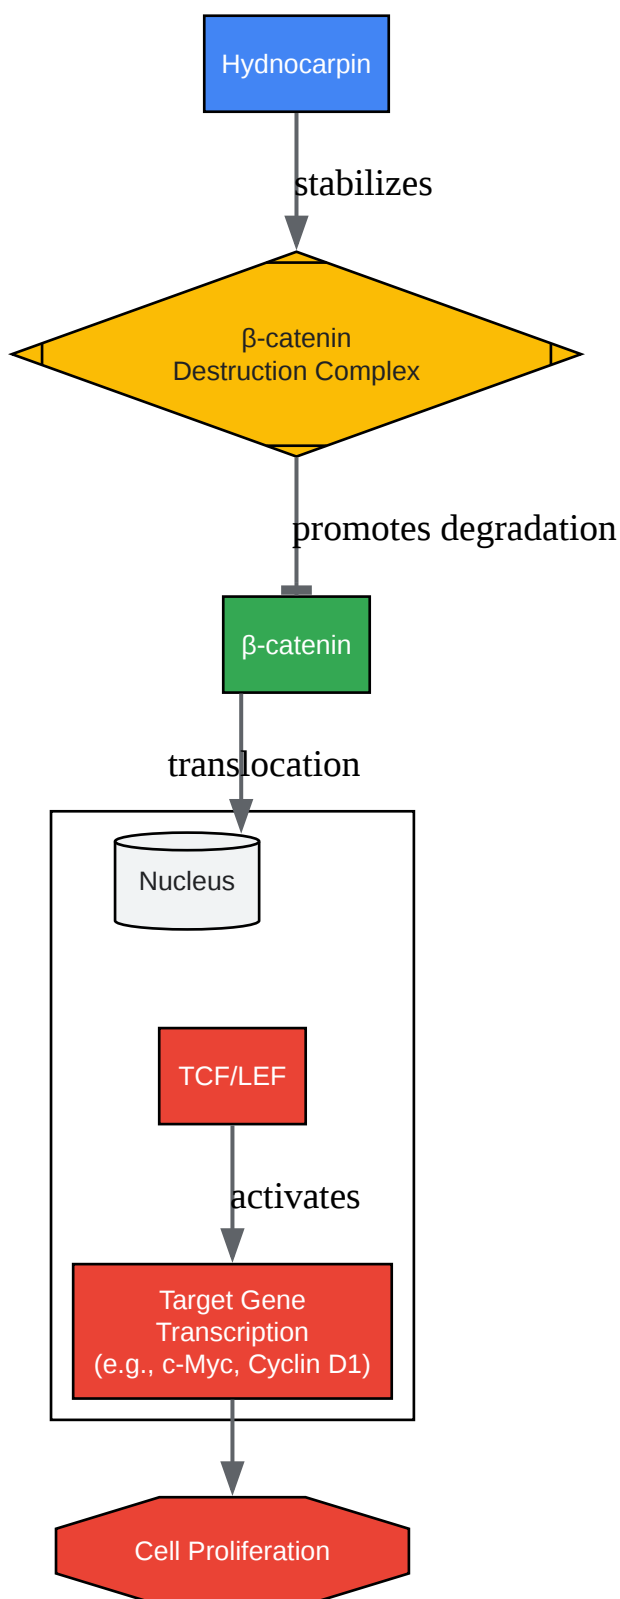 Hydnocarpin
stabilizes
β-catenin
Destruction Complex
promotes degradation
β-catenin
translocation
Nucleus
TCF/LEF
activates
Target Gene
Transcription
(e.g., c-Myc, Cyclin D1)
Cell Proliferation